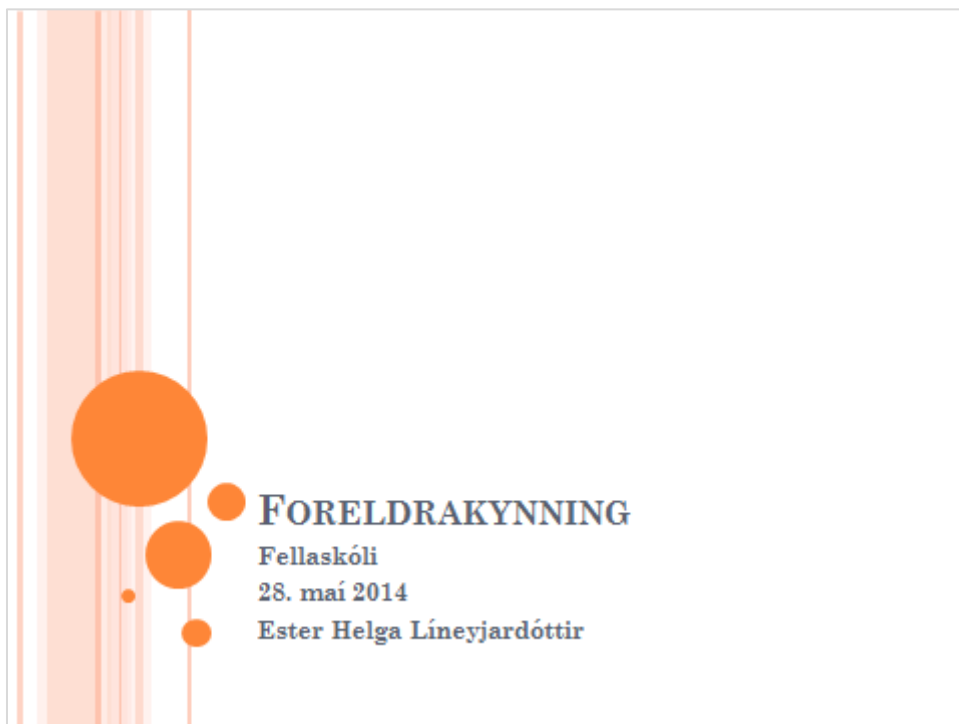 FORELDRAKYNNING
Fellaskóli
28. maí 2014
Ester Helga Líneyjardóttir